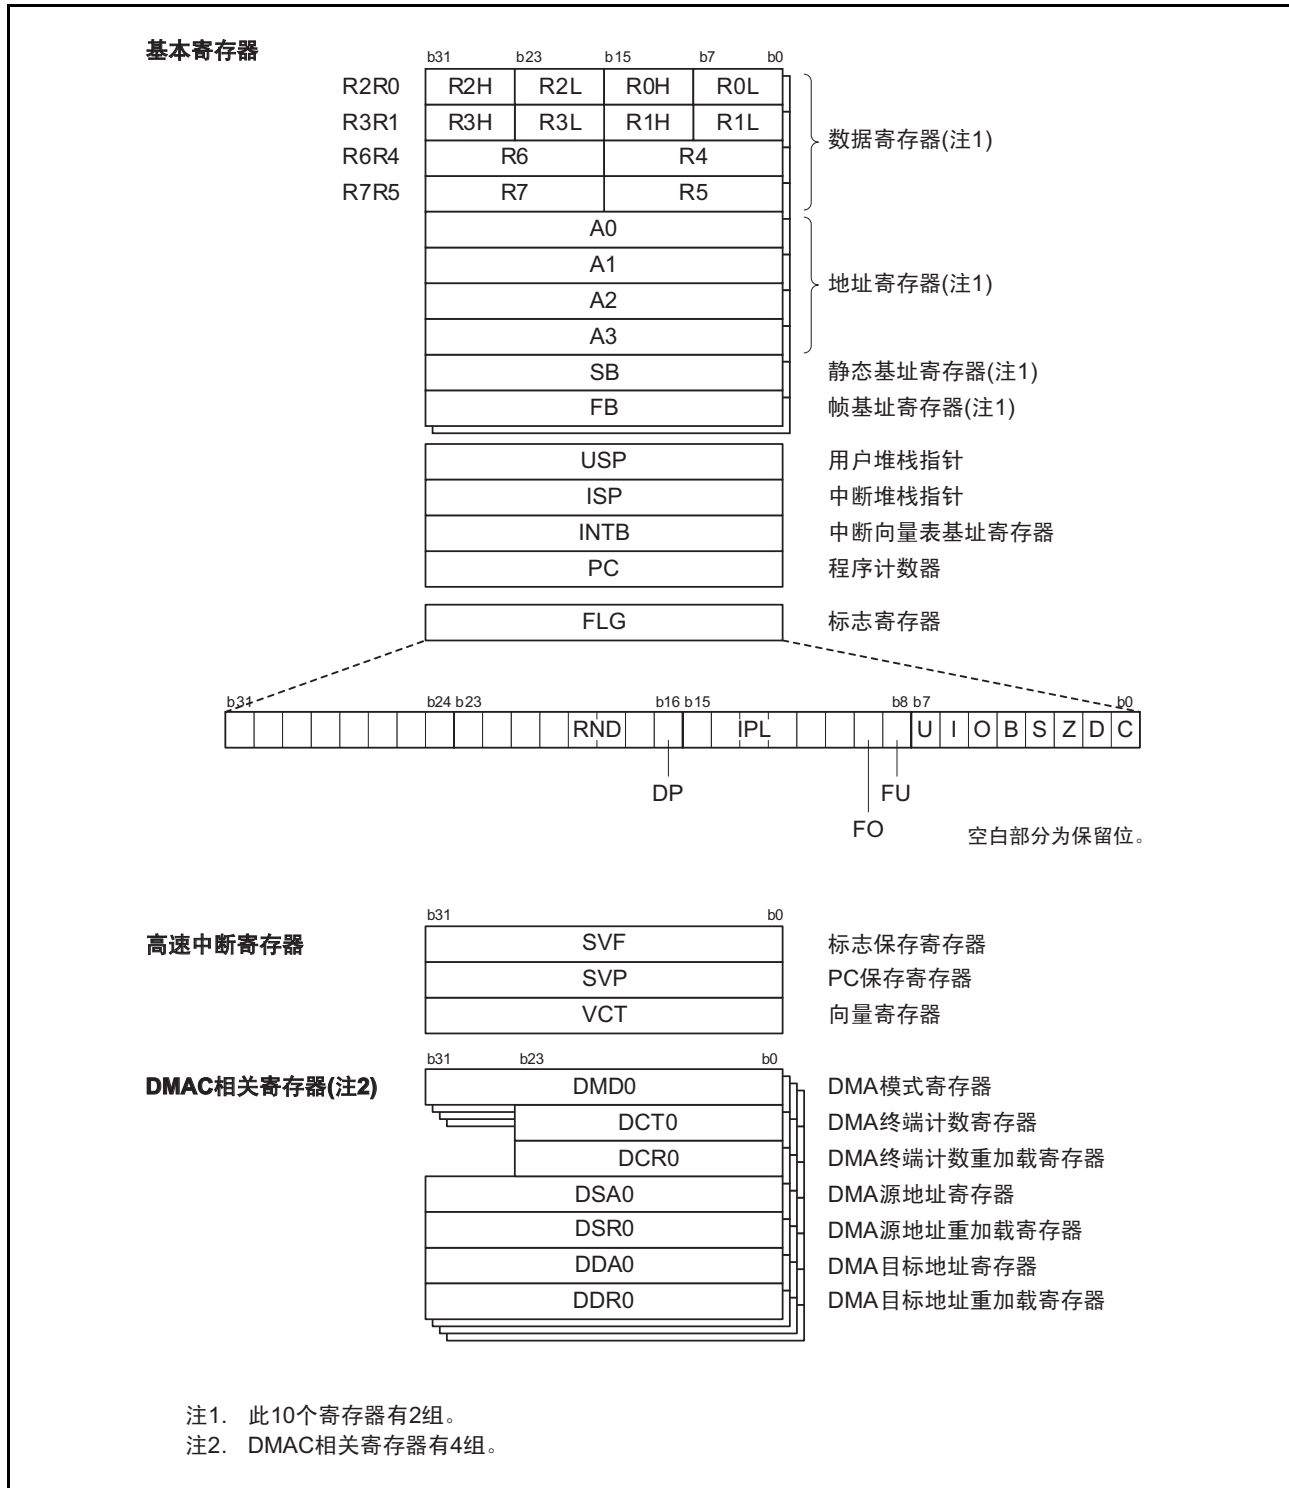 基本寄存器
b31 b23 b15 b7 b0
R2R0 R2H R2L R0H R0L
R3R1 R3H R3L R1H R1L
数据寄存器(注1)
R6R4 R6 R4
R7R5 R7 R5
A0
A1
地址寄存器(注1)
A2
A3
SB 静态基址寄存器(注1)
FB 帧基址寄存器(注1)
USP 用户堆栈指针
ISP 中断堆栈指针
INTB 中断向量表基址寄存器
PC 程序计数器
FLG 标志寄存器
b31 b24 b23 b16 b15 b8 b7 b0
RND IPL U I O B S Z D C
DP FU
FO
空白部分为保留位。
b31 b0
高速中断寄存器 SVF 标志保存寄存器
SVP PC保存寄存器
VCT 向量寄存器
b31 b23 b0
DMAC相关寄存器(注2) DMD0 DMA模式寄存器
DCT0 DMA终端计数寄存器
DCR0 DMA终端计数重加载寄存器
DSA0 DMA源地址寄存器
DSR0 DMA源地址重加载寄存器
DDA0 DMA目标地址寄存器
DDR0 DMA目标地址重加载寄存器
注1. 此10个寄存器有2组。
注2. DMAC相关寄存器有4组。